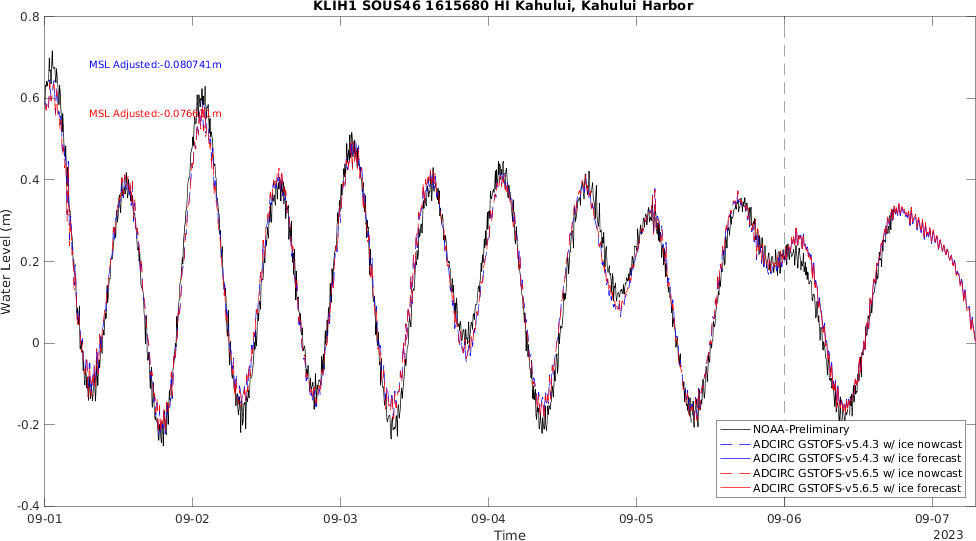 KLIH1 SOUS46 1615680 HI Kahului, Kahului Harbor
0.8
0.6
0.4
0.2
0
-0.2
-0.4
Water Level (m)
MSL Adjusted:-0.080741m
MSL Adjusted:
NOAA-Preliminary
ADCIRC GSTOFS-v5.4.3 w/ ice nowcast
ADCIRC GSTOFS-v5.4.3 w/ ice forecast
ADCIRC GSTOFS-v5.6.5 w/ ice nowcast
ADCIRC GSTOFS-v5.6.5 w/ ice forecast
09-01 09-02 09-03 09-04 09-05 09-06 09-07
Time
2023